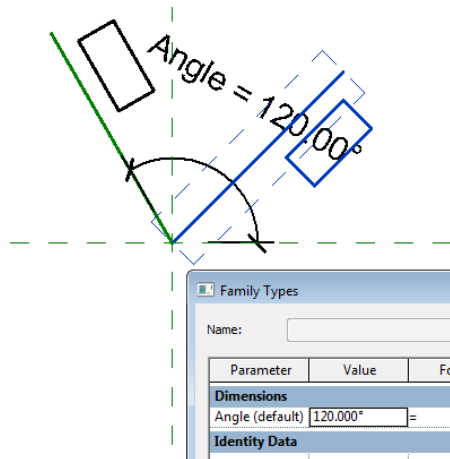 Angle = 120.00°
Family Types
Name:
Parameter Value Fo
Dimensions
Angle (default) 120.000° =
Identity Data